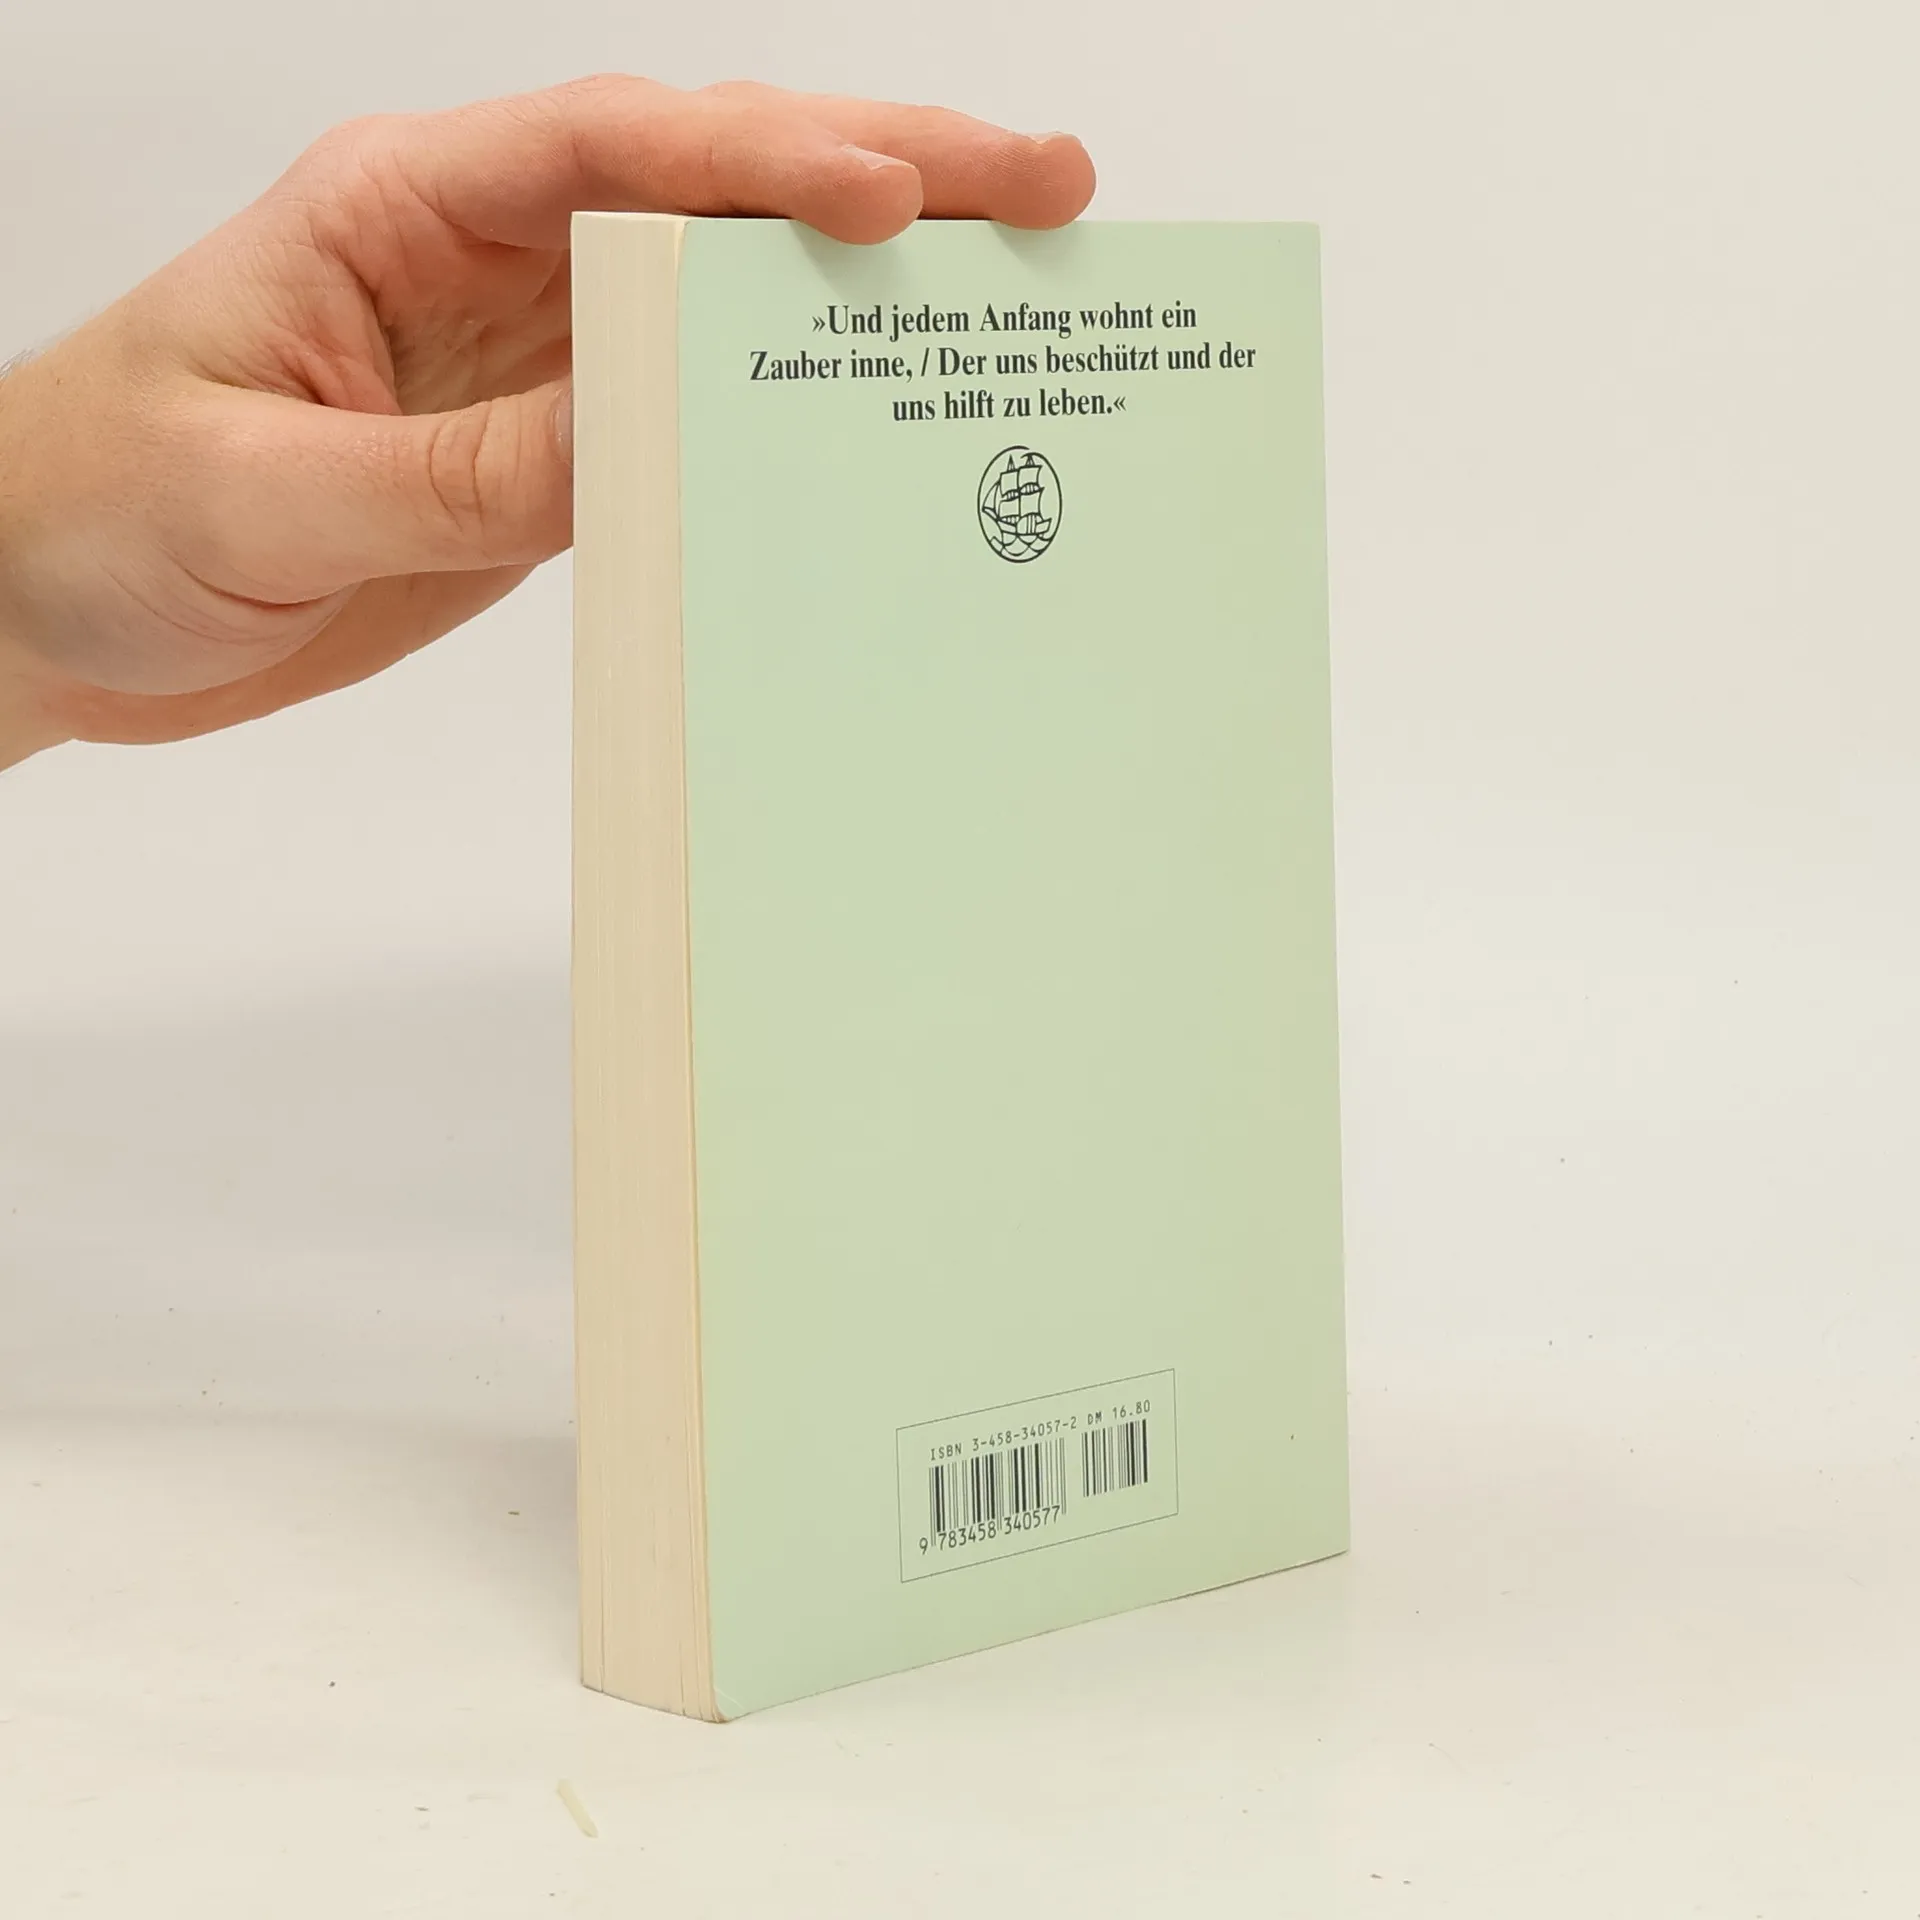 »Und jedem Anfang wohnt ein
Zauber inne, / Der uns beschützt und der
uns hilft zu leben.«
ISBN 3-458-34057-2 DM 16.80
9 783458 340577